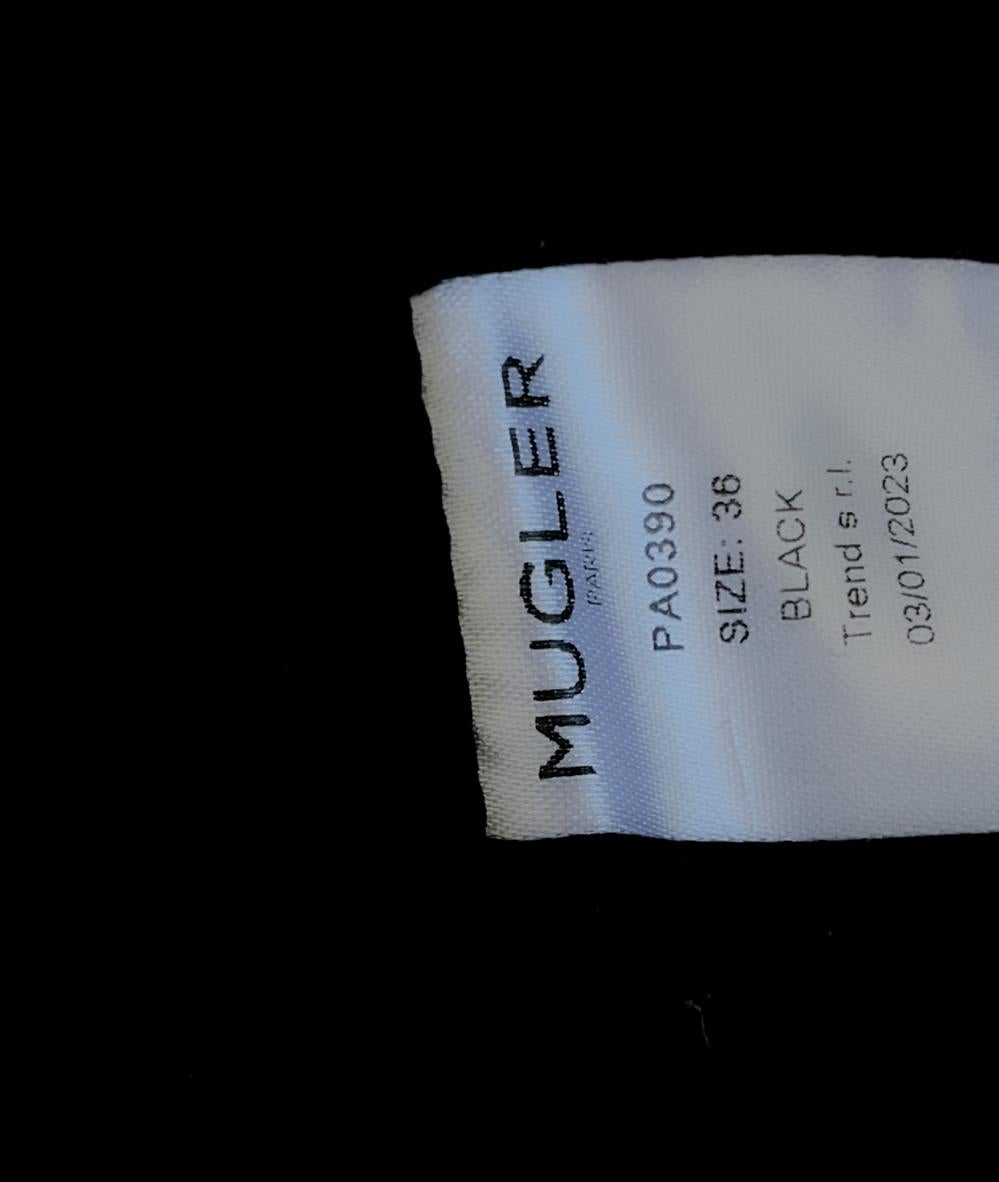 MUGLER
PARIS
PA0390
SIZE: 36
BLACK
Trend s r.l.
03/01/2023